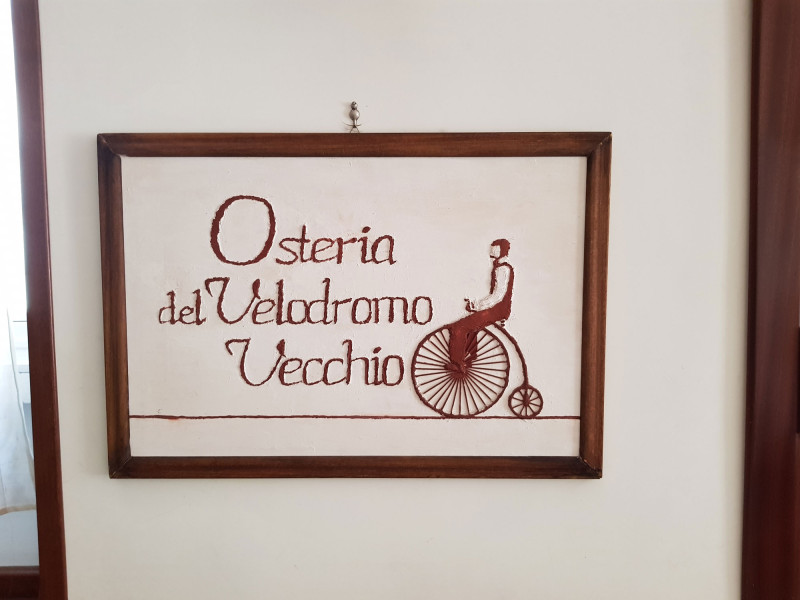 Osteria
del Velodromo
Vecchio